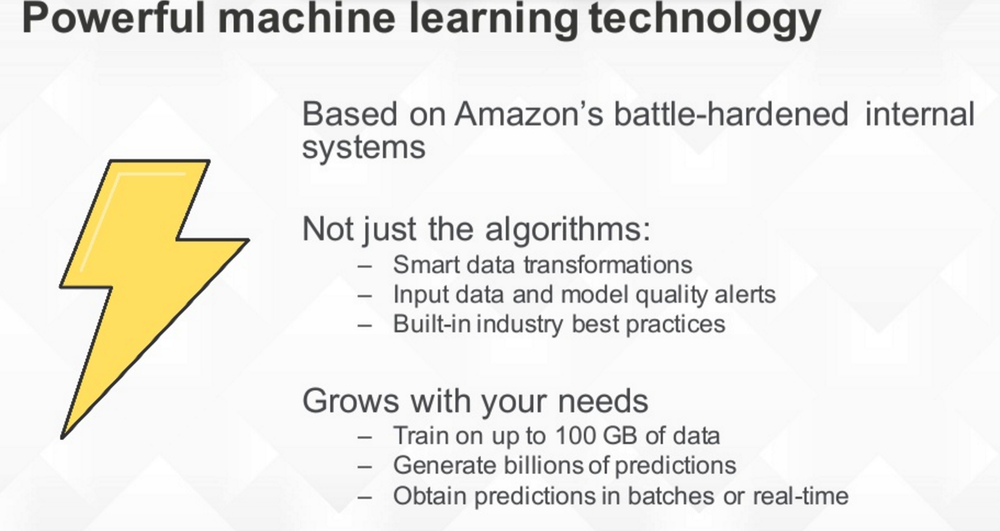 Powerful machine learning technology
Based on Amazon’s battle-hardened internal
systems
Not just the algorithms:
– Smart data transformations
– Input data and model quality alerts
– Built-in industry best practices
Grows with your needs
– Train on up to 100 GB of data
– Generate billions of predictions
– Obtain predictions in batches or real-time